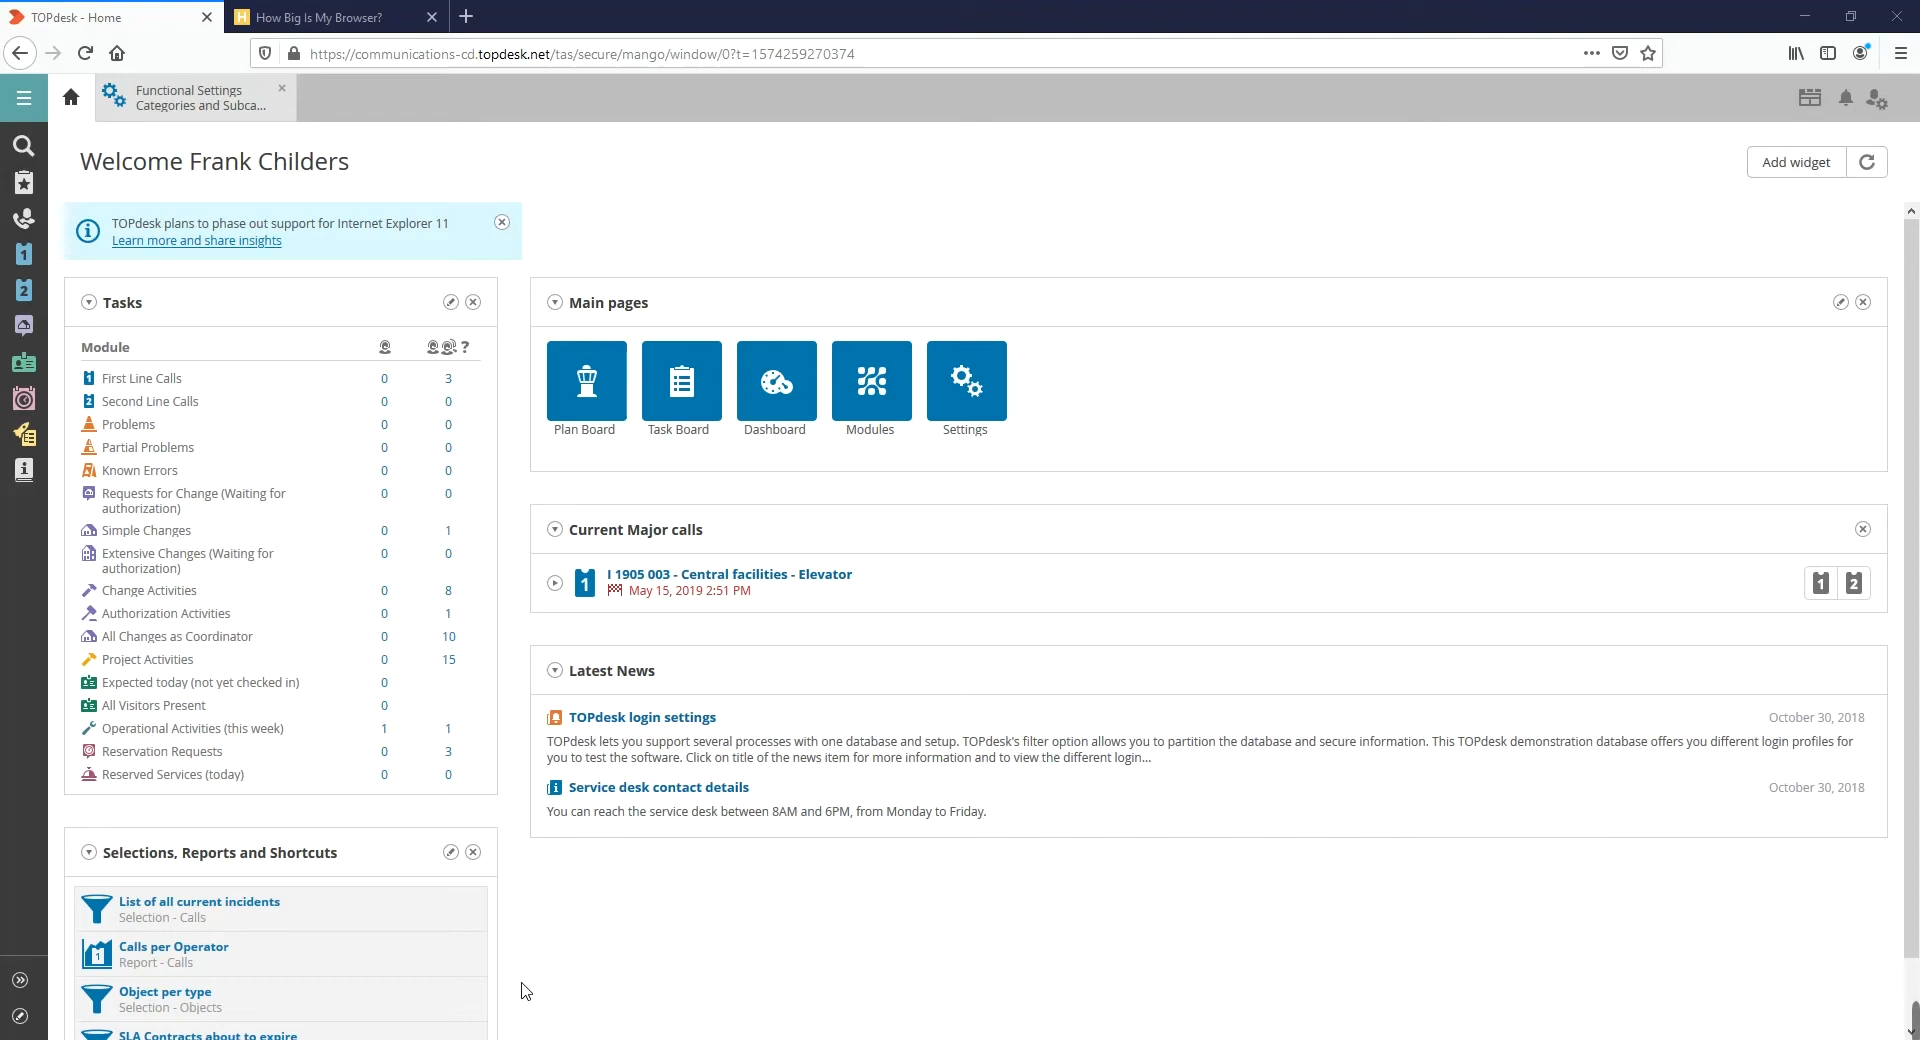 TOPdesk - Home
How Big Is My Browser?
https://communications-cd.topdesk.net/tas/secure/mango/window/0?t=1574259270374
Functional Settings
Categories and Subca...
Welcome Frank Childers
Add widget
TOPdesk plans to phase out support for Internet Explorer 11
Learn more and share insights
Tasks
Module ?
First Line Calls 0 3
Second Line Calls 0 0
Problems 0 0
Partial Problems 0 0
Known Errors 0 0
Requests for Change (Waiting for 0 0
authorization)
Simple Changes 0 1
Extensive Changes (Waiting for 0 0
authorization)
Change Activities 0 8
Authorization Activities 0 1
All Changes as Coordinator 0 10
Project Activities 0 15
Expected today (not yet checked in) 0
All Visitors Present 0
Operational Activities (this week) 1 1
Reservation Requests 0 3
Reserved Services (today) 0 0
Selections, Reports and Shortcuts
List of all current incidents
Selection - Calls
Calls per Operator
Report - Calls
Object per type
Selection - Objects
SLA Contracts about to expire
Main pages
Plan Board
Task Board
Dashboard
Modules
Settings
Current Major calls
1 I 1905 003 - Central facilities - Elevator
May 15, 2019 2:51 PM
1 2
Latest News
TOPdesk login settings October 30, 2018
TOPdesk lets you support several processes with one database and setup. TOPdesk's filter option allows you to partition the database and secure information. This TOPdesk demonstration database offers you different login profiles for
you to test the software. Click on title of the news item for more information and to view the different login...
Service desk contact details October 30, 2018
You can reach the service desk between 8AM and 6PM, from Monday to Friday.